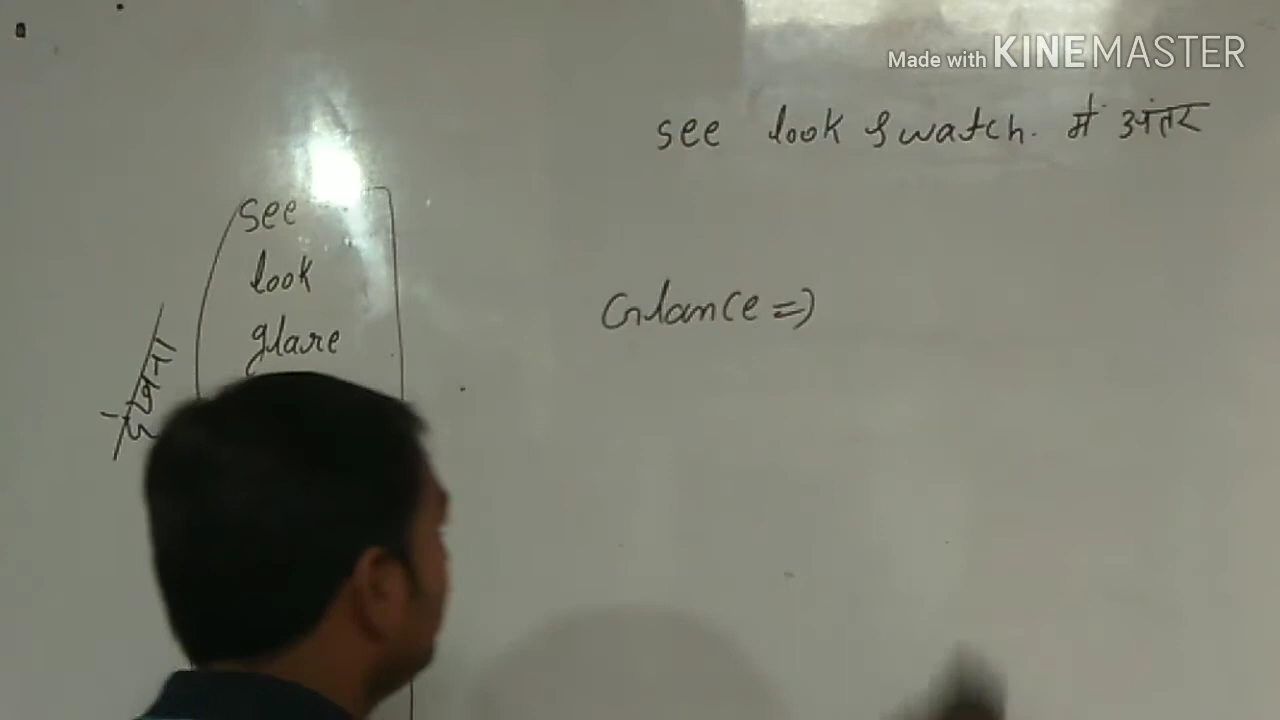 Made with KINEMASTER
see look & watch. में अंतर
see
look
glare
देखना
Glance =>